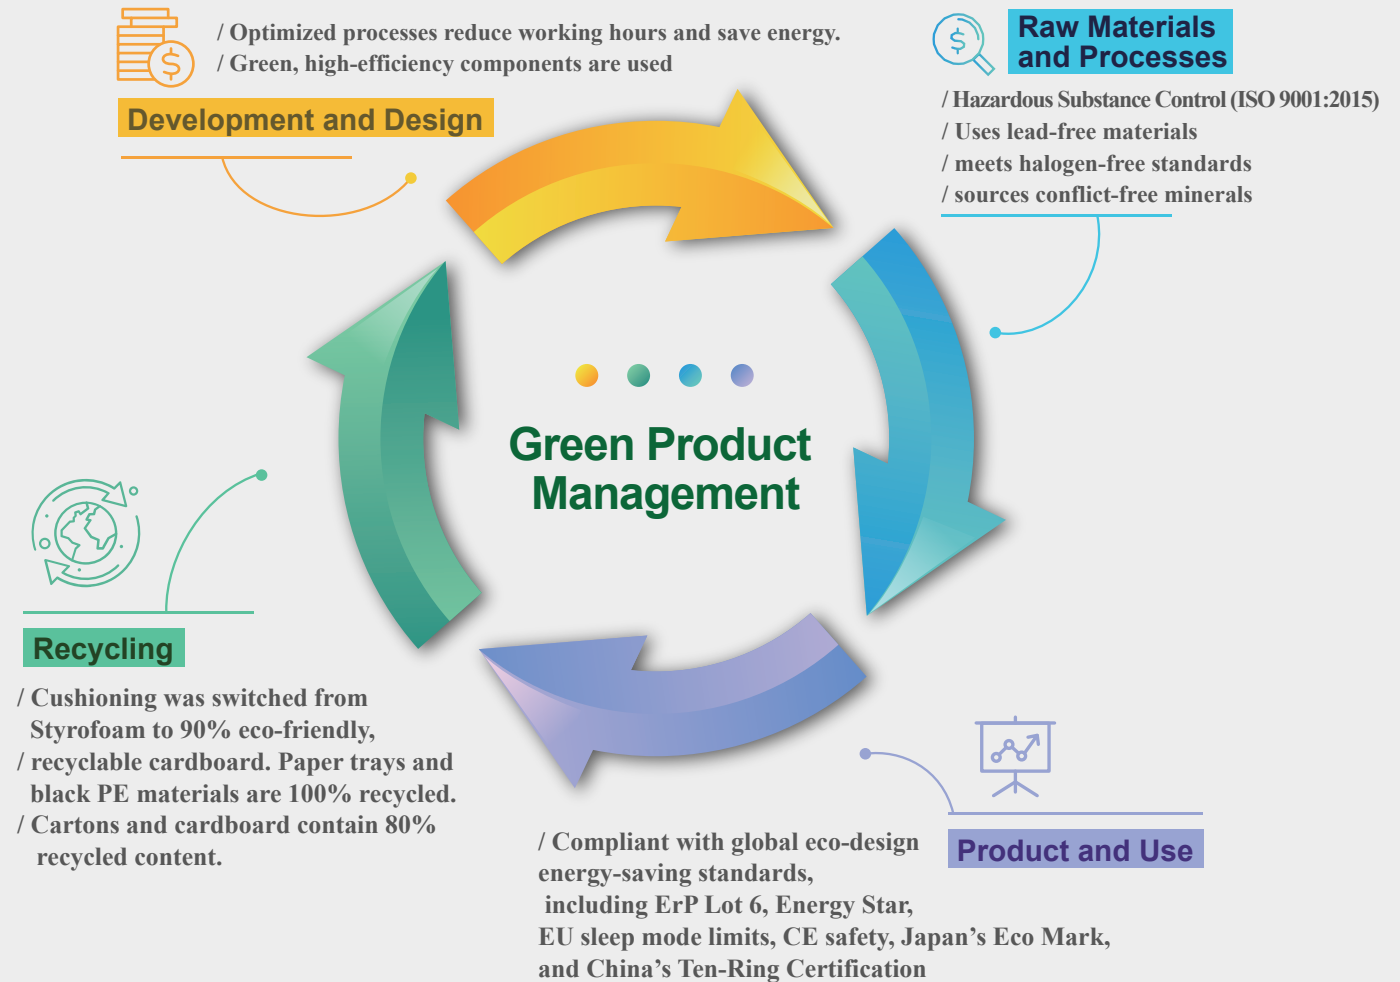 / Optimized processes reduce working hours and save energy.
/ Green, high-efficiency components are used
Development and Design
Raw Materials
and Processes
/ Hazardous Substance Control (ISO 9001:2015)
/ Uses lead-free materials
/ meets halogen-free standards
/ sources conflict-free minerals
Green Product
Management
Recycling
/ Cushioning was switched from
Styrofoam to 90% eco-friendly,
/ recyclable cardboard. Paper trays and
black PE materials are 100% recycled.
/ Cartons and cardboard contain 80%
recycled content.
Product and Use
/ Compliant with global eco-design
energy-saving standards,
including ErP Lot 6, Energy Star,
EU sleep mode limits, CE safety, Japan’s Eco Mark,
and China’s Ten-Ring Certification